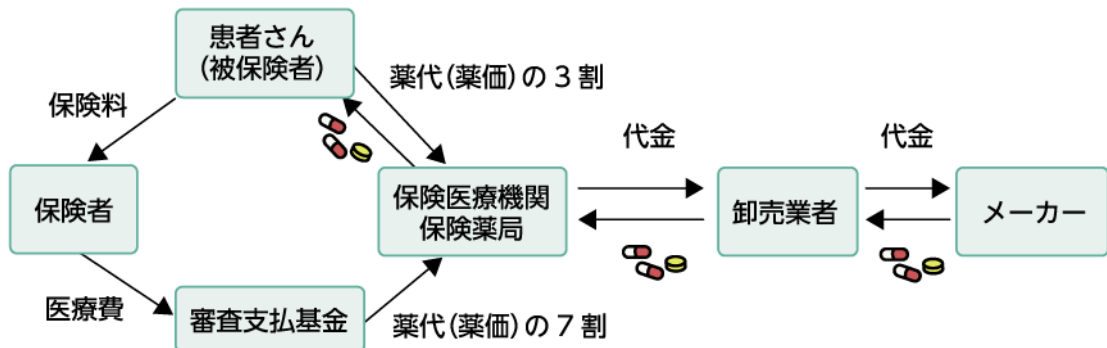 患者さん
（被保険者）
薬代（薬価）の３割
保険料
代金
代金
保険者
保険医療機関
保険薬局
卸売業者
メーカー
医療費
審査支払基金
薬代（薬価）の７割